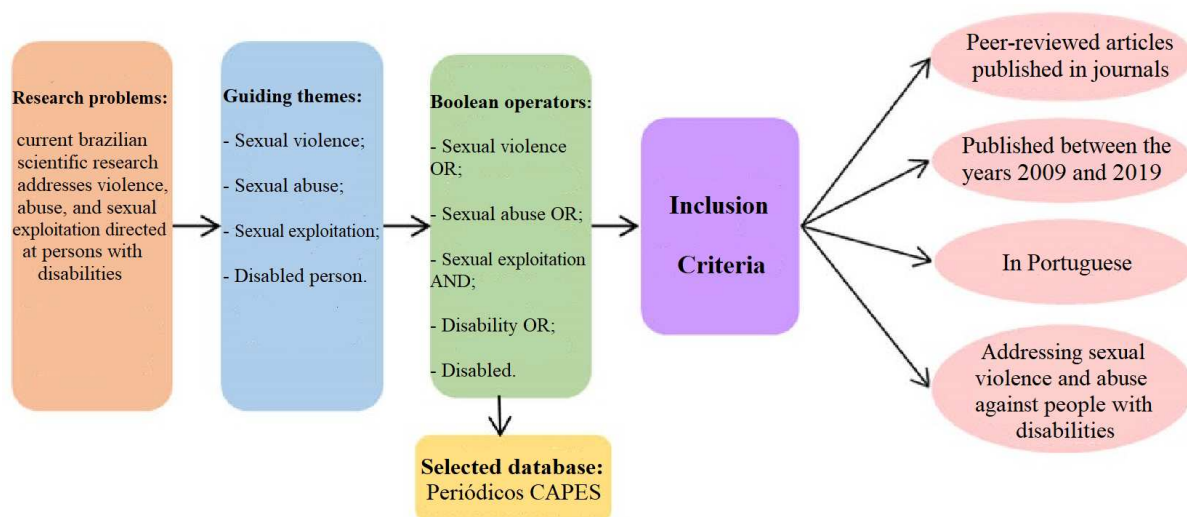 Research problems:
current brazilian
scientific research
addresses violence,
abuse, and sexual
exploitation directed
at persons with
disabilities
Guiding themes:
- Sexual violence;
- Sexual abuse;
- Sexual exploitation;
- Disabled person.
Boolean operators:
- Sexual violence
OR;
- Sexual abuse OR;
- Sexual exploitation
AND;
- Disability OR;
- Disabled.
Selected database:
Periódicos CAPES
Inclusion
Criteria
Peer-reviewed articles
published in journals
Published between the
years 2009 and 2019
In Portuguese
Addressing sexual
violence and abuse
against people with
disabilities